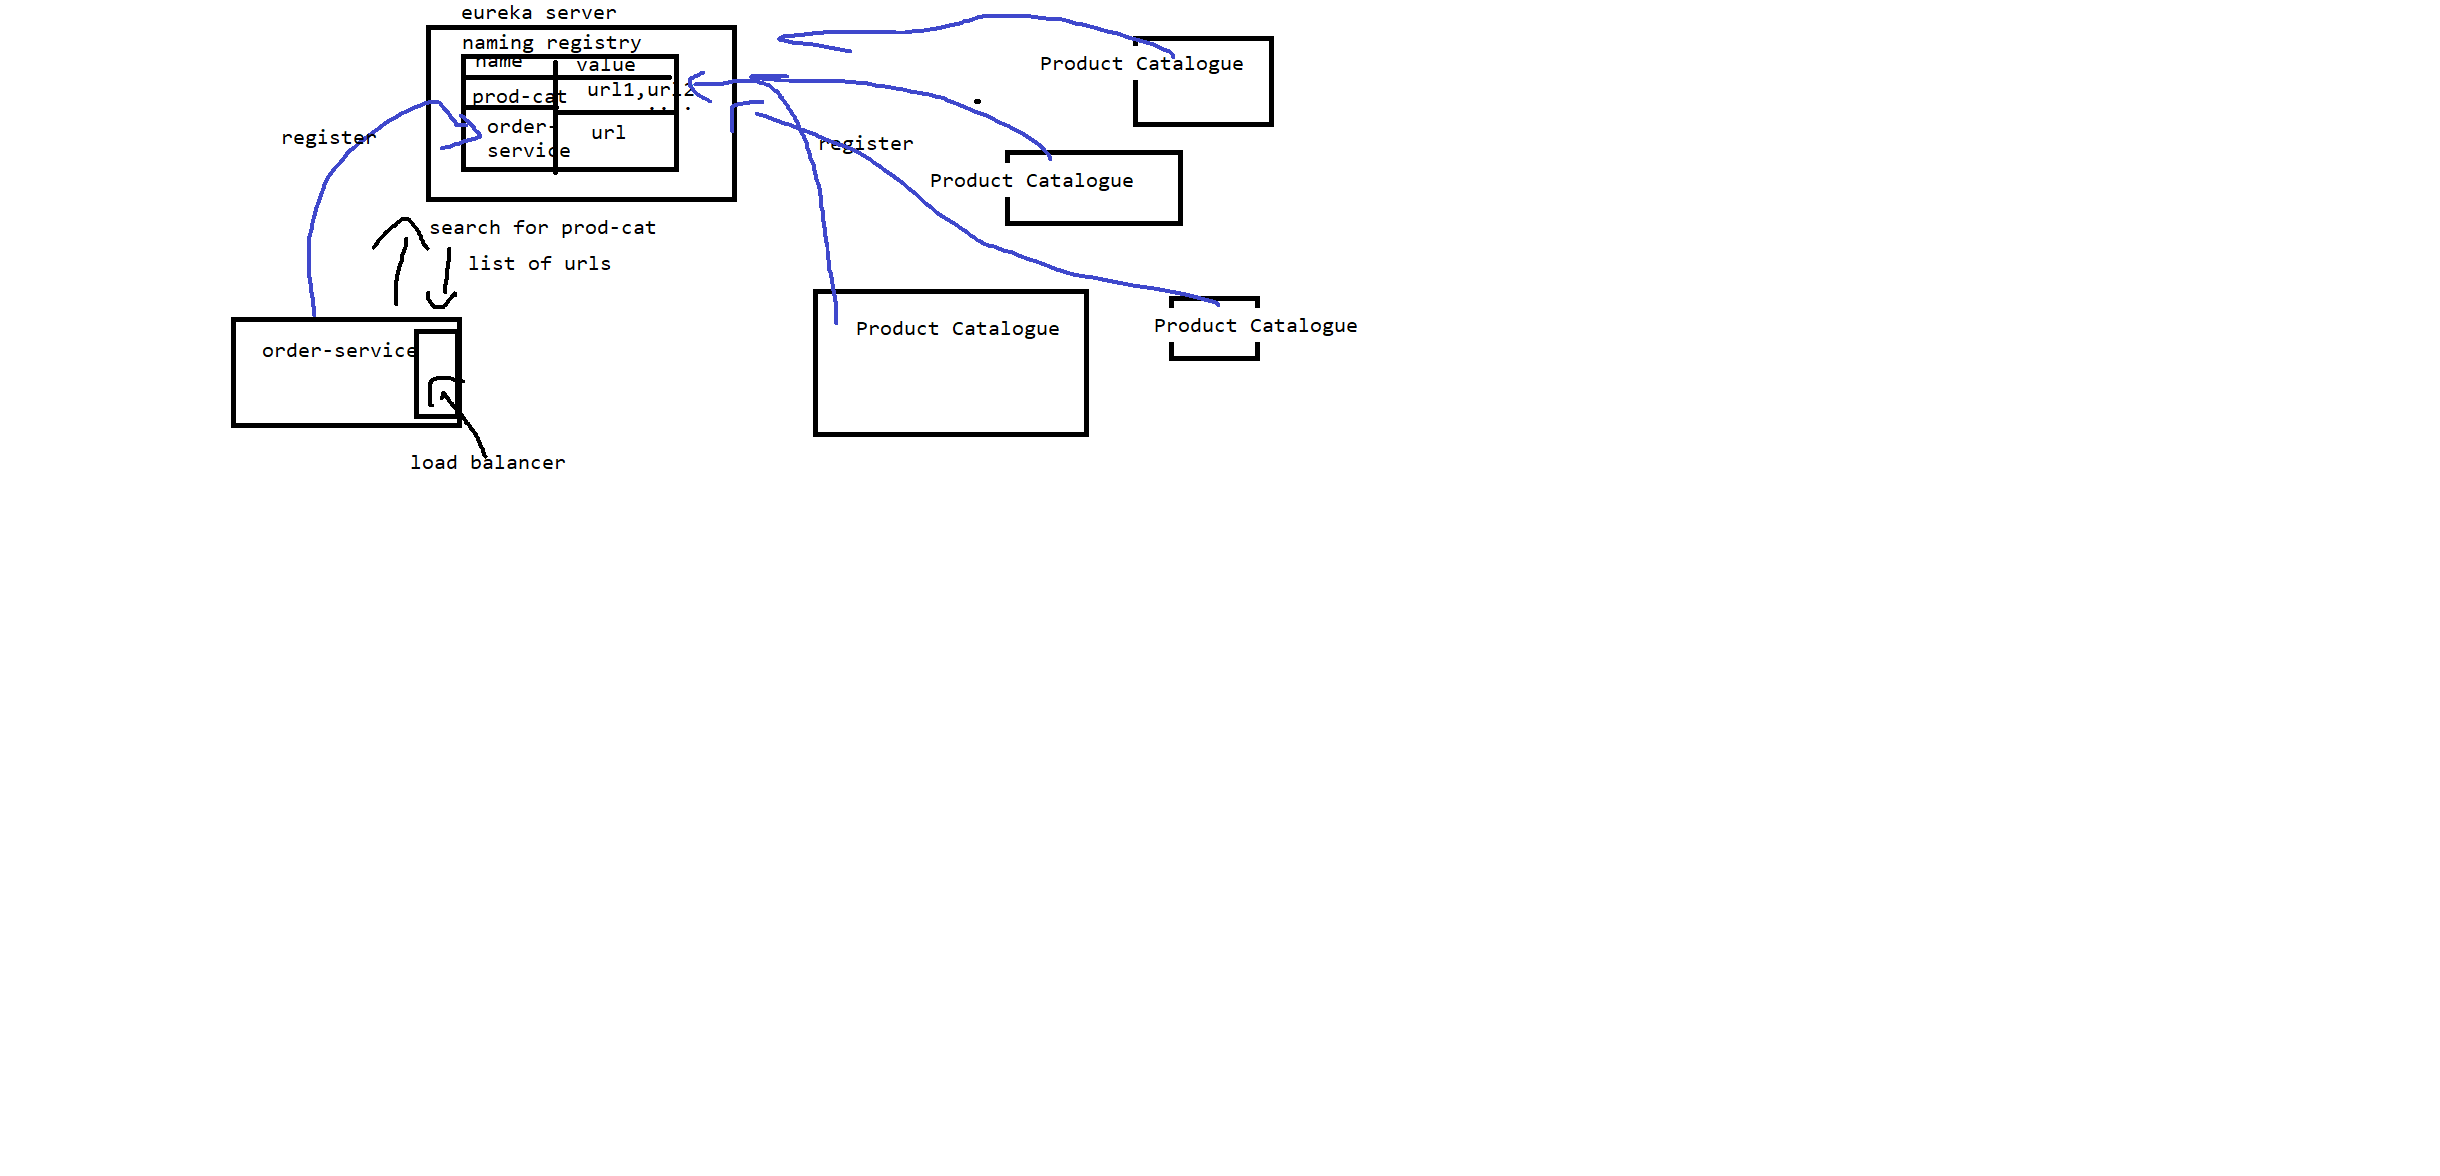 eureka server
naming registry
name
value
prod-cat
url1,url2
....
order-
service
url
register
register
search for prod-cat
list of urls
order-service
load balancer
Product Catalogue
Product Catalogue
Product Catalogue
Product Catalogue